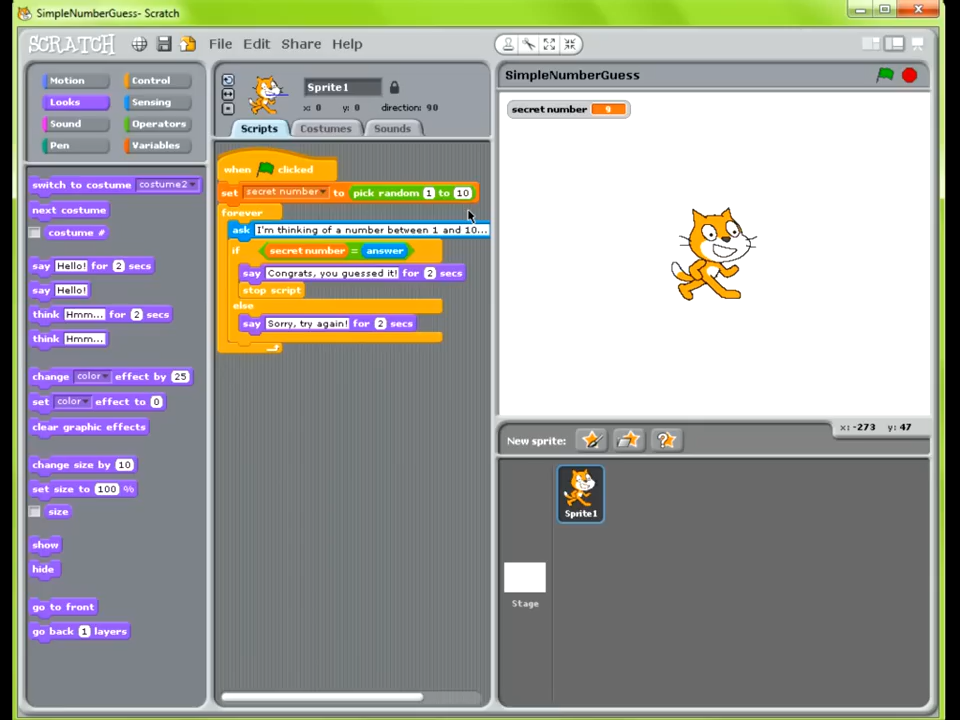 SimpleNumberGuess- Scratch
SCRATCH File Edit Share Help
Motion Control
Looks Sensing
Sound Operators
Pen Variables
switch to costume costume2
next costume
costume #
say Hello! for 2 secs
say Hello!
think Hmm... for 2 secs
think Hmm...
change color effect by 25
set color effect to 0
clear graphic effects
change size by 10
set size to 100 %
size
show
hide
go to front
go back 1 layers
Sprite1
x: 0 y: 0 direction: 90
Scripts Costumes Sounds
when clicked
set secret number to pick random 1 to 10
forever
ask I'm thinking of a number between 1 and 10...
if secret number = answer
say Congrats, you guessed it! for 2 secs
stop script
else
say Sorry, try again! for 2 secs
SimpleNumberGuess
secret number 9
x: -273 y: 47
New sprite:
Sprite1
Stage